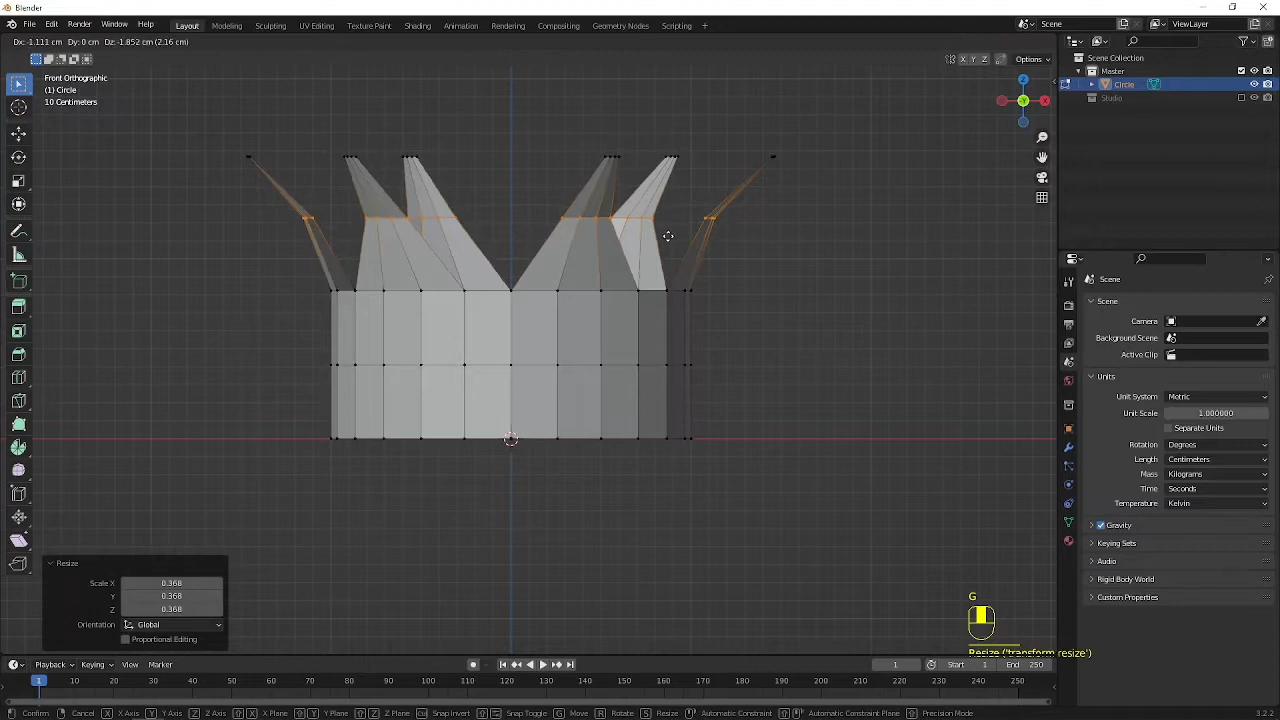 Blender
File Edit Render Window Help Layout Modeling Sculpting UV Editing Texture Paint Shading Animation Rendering Compositing Geometry Nodes Scripting + Scene ViewLayer
Dx: -1.111 cm Dy: 0 cm Dz: -1.852 cm (2.16 cm)
X Y Z Options
Front Orthographic
(1) Circle
10 Centimeters
Scene Collection
Master
Circle
Studio
Z
X
-Y
Scene
Scene
Camera
Background Scene
Active Clip
Units
Unit System Metric
Unit Scale 1.000000
Separate Units
Rotation Degrees
Length Centimeters
Mass Kilograms
Time Seconds
Temperature Kelvin
Gravity
Keying Sets
Audio
Rigid Body World
Custom Properties
Resize
Scale X 0.368
Y 0.368
Z 0.368
Orientation Global
Proportional Editing
G
Resize ('transform resize')
Playback Keying View Marker 1 Start 1 End 250
1 10 20 30 40 50 60 70 80 90 100 110 120 130 140 150 160 170 180 190 200 210 220 230 240 250
Confirm Cancel X X Axis Y Y Axis Z Z Axis X X Plane Y Y Plane Z Z Plane Snap Invert Snap Toggle G Move R Rotate S Resize Automatic Constraint Automatic Constraint Plane Precision Mode 3.2.2